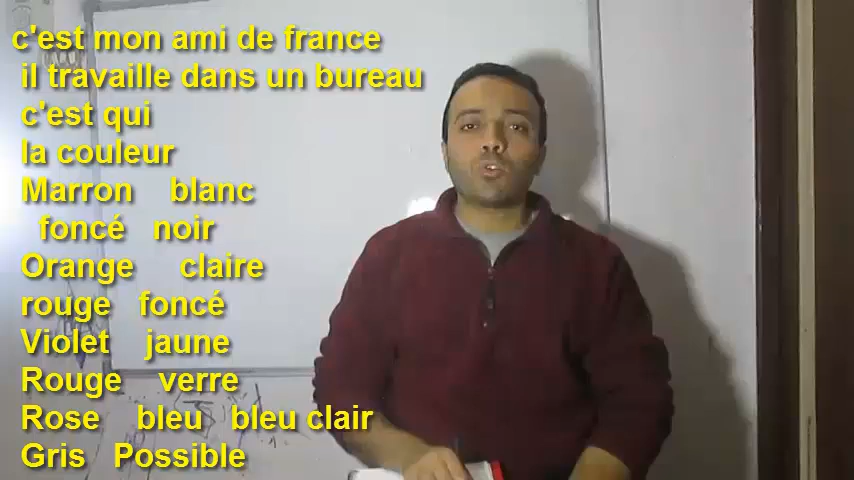 c'est mon ami de france
il travaille dans un bureau
c'est qui
la couleur
Marron blanc
foncé noir
Orange claire
rouge foncé
Violet jaune
Rouge verre
Rose bleu bleu clair
Gris Possible